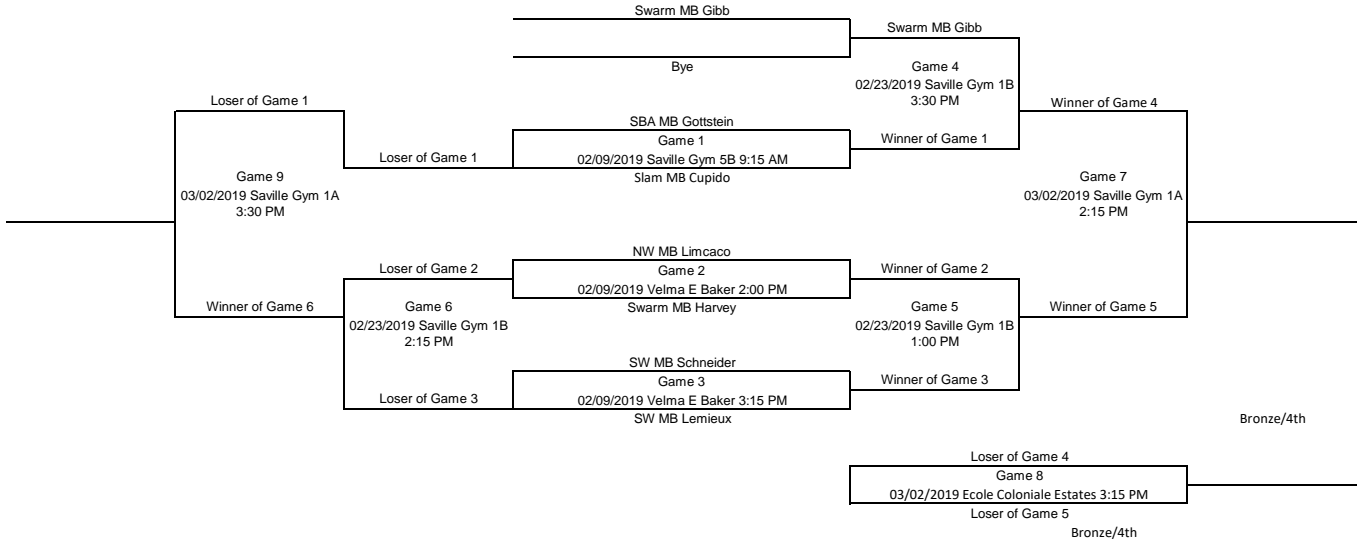 Swarm MB Gibb
Swarm MB Gibb
Bye
Game 4
02/23/2019 Saville Gym 1B
3:30 PM
Loser of Game 1
Winner of Game 4
SBA MB Gottstein
Game 1
Winner of Game 1
Loser of Game 1
02/09/2019 Saville Gym 5B 9:15 AM
Slam MB Cupido
Game 9
03/02/2019 Saville Gym 1A
3:30 PM
Game 7
03/02/2019 Saville Gym 1A
2:15 PM
NW MB Limcaco
Loser of Game 2
Game 2
Winner of Game 2
02/09/2019 Velma E Baker 2:00 PM
Swarm MB Harvey
Winner of Game 6
Game 6
02/23/2019 Saville Gym 1B
2:15 PM
Game 5
02/23/2019 Saville Gym 1B
1:00 PM
Winner of Game 5
SW MB Schneider
Game 3
Winner of Game 3
Loser of Game 3
02/09/2019 Velma E Baker 3:15 PM
SW MB Lemieux
Bronze/4th
Loser of Game 4
Game 8
03/02/2019 Ecole Coloniale Estates 3:15 PM
Loser of Game 5
Bronze/4th